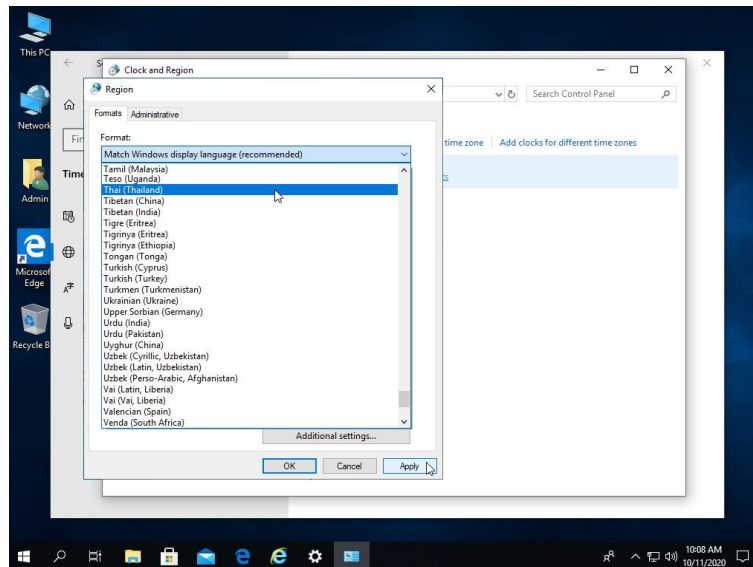 This PC
Network
Admin
Microsof
Edge
Recycle B
S
Fin
Time
Clock and Region
Search Control Panel
time zone
Add clocks for different time zones
ts
Region
Formats
Administrative
Format:
Match Windows display language (recommended)
Tamil (Malaysia)
Teso (Uganda)
Thai (Thailand)
Tibetan (China)
Tibetan (India)
Tigre (Eritrea)
Tigrinya (Eritrea)
Tigrinya (Ethiopia)
Tongan (Tonga)
Turkish (Cyprus)
Turkish (Turkey)
Turkmen (Turkmenistan)
Ukrainian (Ukraine)
Upper Sorbian (Germany)
Urdu (India)
Urdu (Pakistan)
Uyghur (China)
Uzbek (Cyrillic, Uzbekistan)
Uzbek (Latin, Uzbekistan)
Uzbek (Perso-Arabic, Afghanistan)
Vai (Latin, Liberia)
Vai (Vai, Liberia)
Valencian (Spain)
Venda (South Africa)
Additional settings...
OK
Cancel
Apply
10:08 AM
10/11/2020